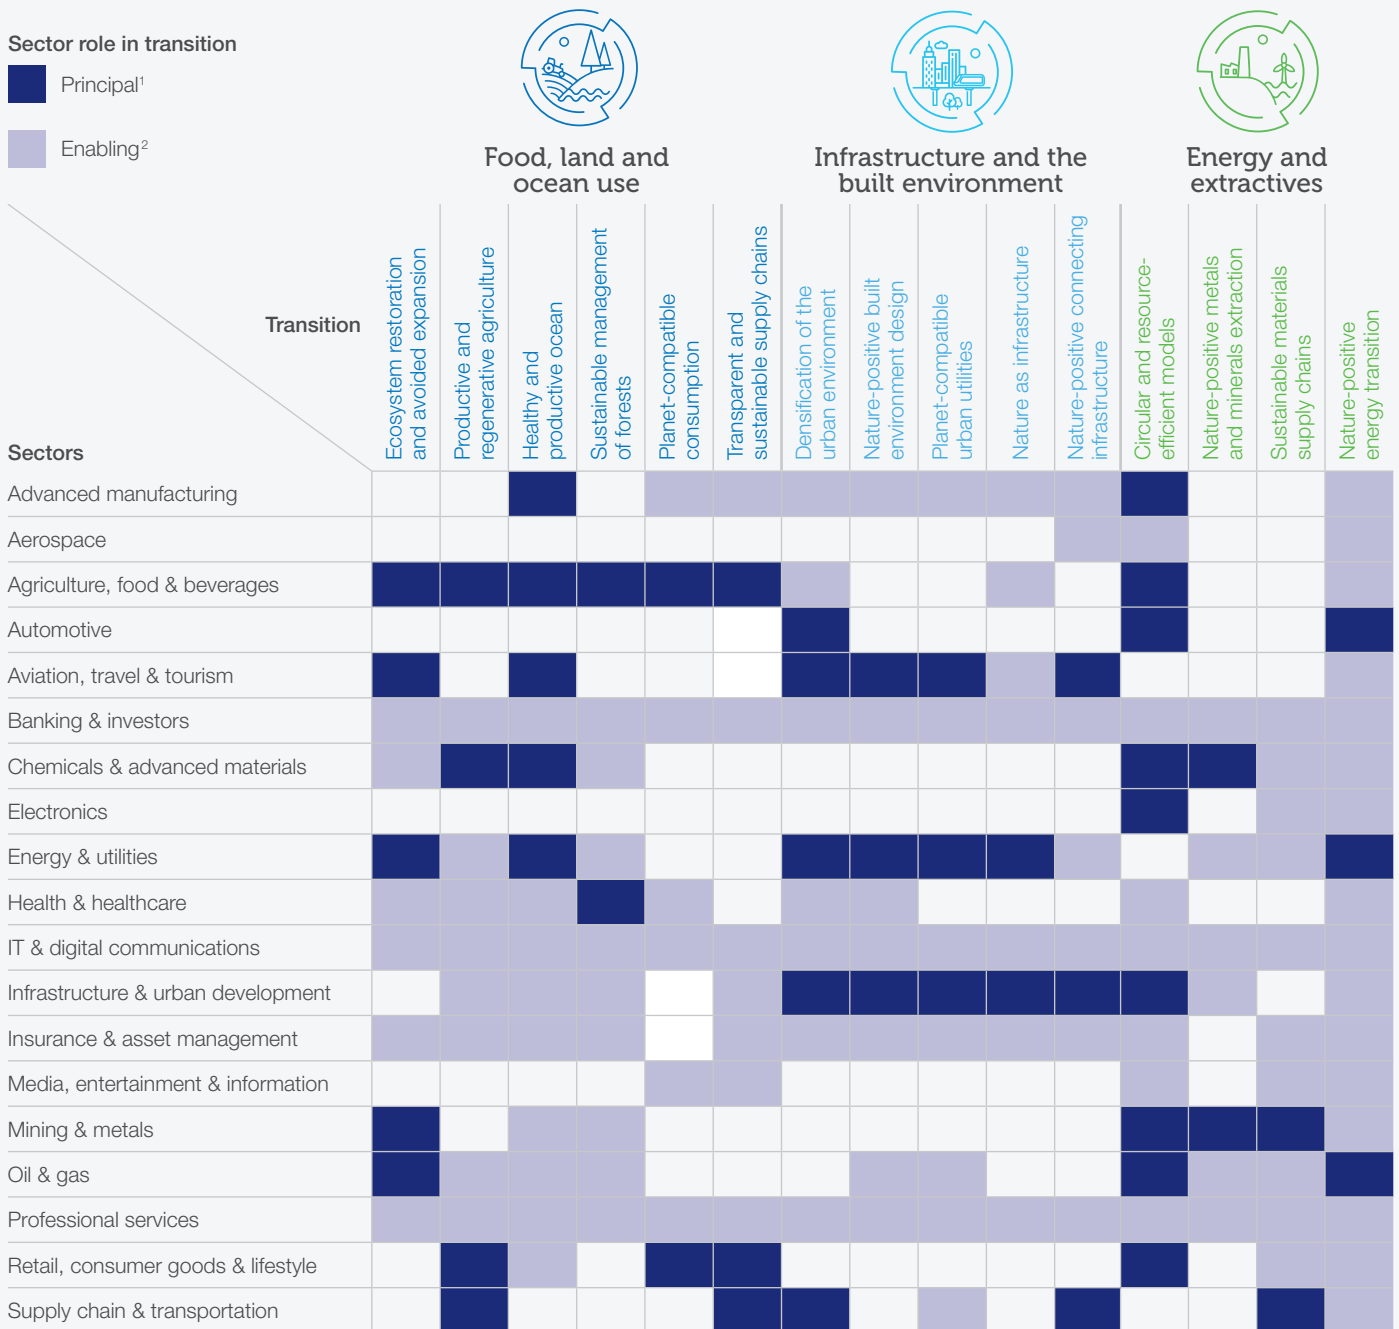 Sector role in transition
Principal¹
Enabling²
Food, land and
ocean use
Infrastructure and the
built environment
Energy and
extractives
Transition
Sectors
Ecosystem restoration
and avoided expansion
Productive and
regenerative agriculture
Healthy and
productive ocean
Sustainable management
of forests
Planet-compatible
consumption
Transparent and
sustainable supply chains
Densification of the
urban environment
Nature-positive built
environment design
Planet-compatible
urban utilities
Nature as infrastructure
Nature-positive connecting
infrastructure
Circular and resource-
efficient models
Nature-positive metals
and minerals extraction
Sustainable materials
supply chains
Nature-positive
energy transition
Advanced manufacturing
Aerospace
Agriculture, food & beverages
Automotive
Aviation, travel & tourism
Banking & investors
Chemicals & advanced materials
Electronics
Energy & utilities
Health & healthcare
IT & digital communications
Infrastructure & urban development
Insurance & asset management
Media, entertainment & information
Mining & metals
Oil & gas
Professional services
Retail, consumer goods & lifestyle
Supply chain & transportation